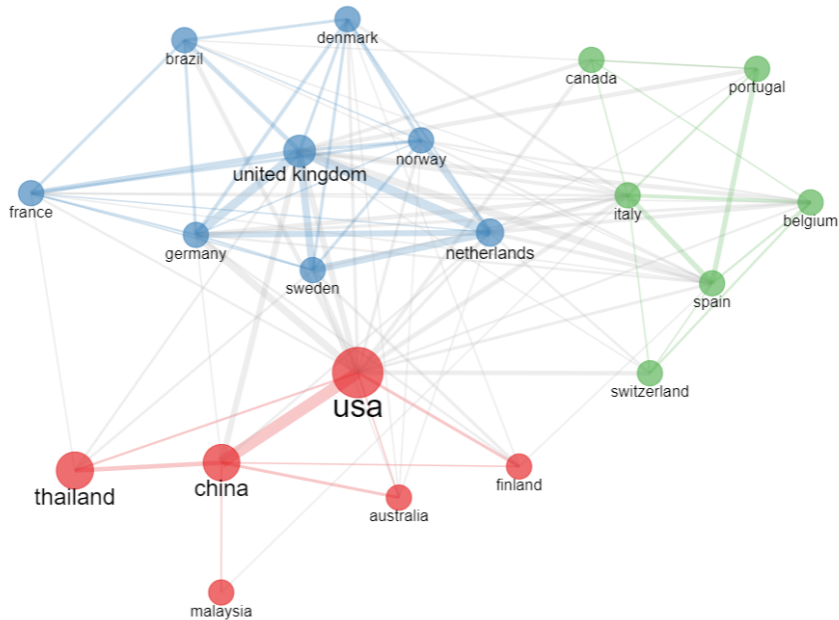 denmark
brazil
canada
portugal
norway
united kingdom
france
italy
belgium
germany
netherlands
sweden
spain
switzerland
usa
thailand
china
finland
australia
malaysia